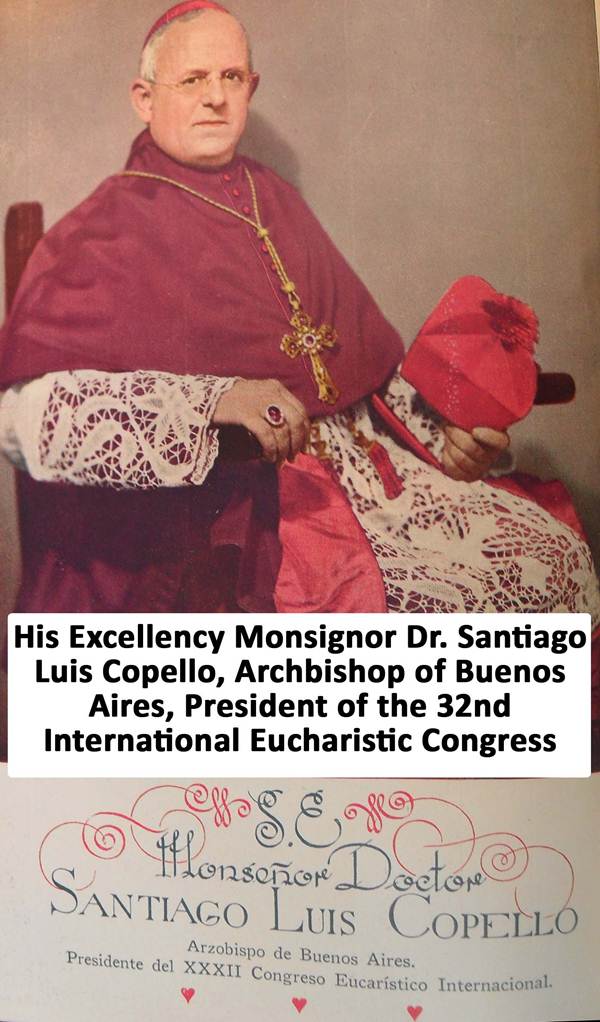 His Excellency Monsignor Dr. Santiago
Luis Copello, Archbishop of Buenos
Aires, President of the 32nd
International Eucharistic Congress
S.E
Monseñor Doctor
SANTIAGO LUIS COPELLO
Arzobispo de Buenos Aires.
Presidente del XXXII Congreso Eucarístico Internacional.